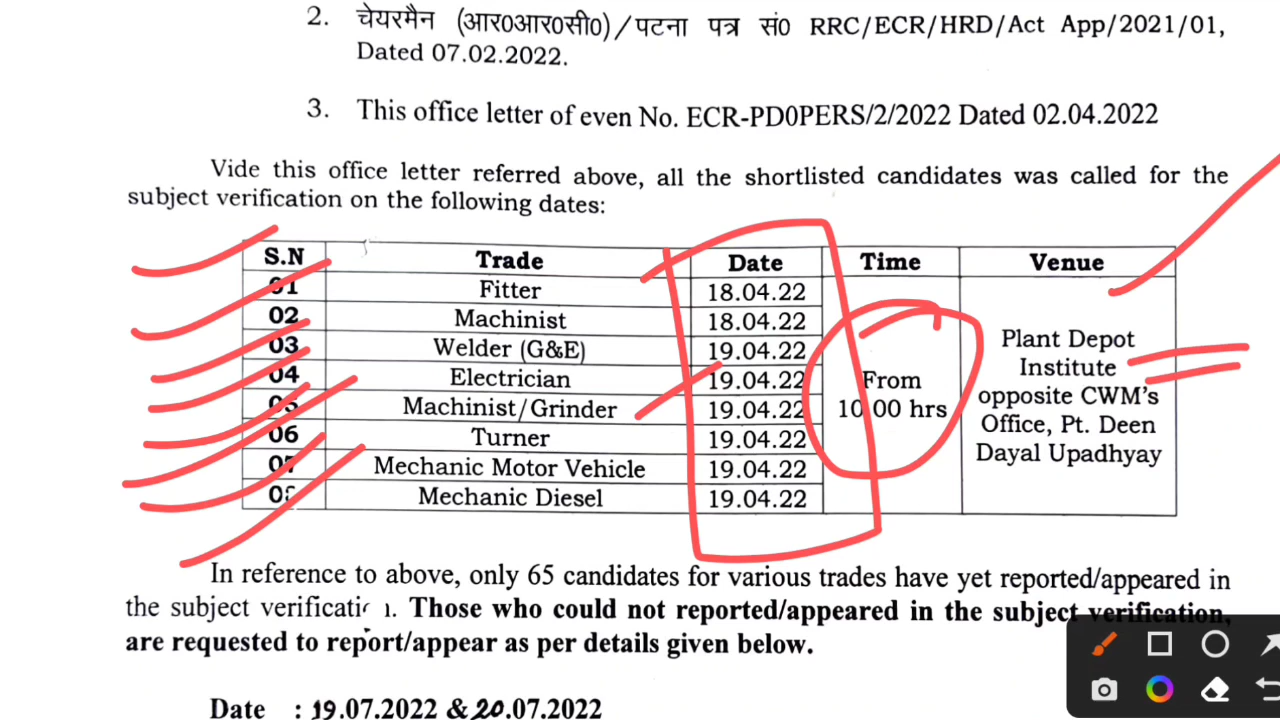 2. चेयरमैन (आर0आर0सी0)/पटना पत्र सं0 RRC/ECR/HRD/Act App/2021/01,
Dated 07.02.2022.
3. This office letter of even No. ECR-PD0PERS/2/2022 Dated 02.04.2022
Vide this office letter referred above, all the shortlisted candidates was called for the
subject verification on the following dates:
S.N Trade Date Time Venue
01 Fitter 18.04.22
02 Machinist 18.04.22
03 Welder (G&E) 19.04.22
04 Electrician 19.04.22
05 Machinist/Grinder 19.04.22
06 Turner 19.04.22
07 Mechanic Motor Vehicle 19.04.22
08 Mechanic Diesel 19.04.22
From
10.00 hrs
Plant Depot
Institute
opposite CWM's
Office, Pt. Deen
Dayal Upadhyay
In reference to above, only 65 candidates for various trades have yet reported/appeared in
the subject verification. Those who could not reported/appeared in the subject verification,
are requested to report/appear as per details given below.
Date : 19.07.2022 & 20.07.2022